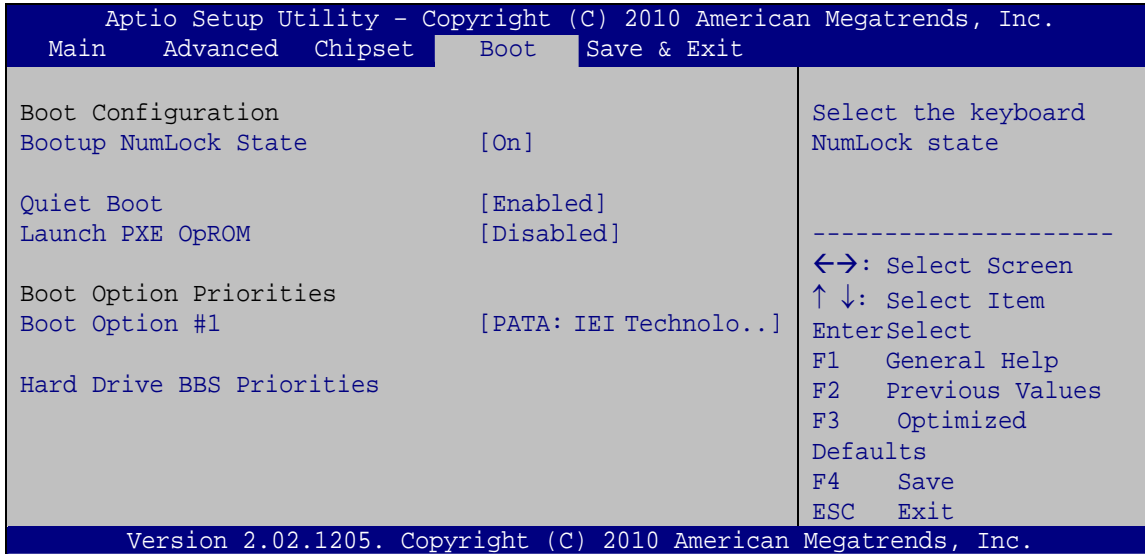 Aptio Setup Utility – Copyright (C) 2010 American Megatrends, Inc.
Main Advanced Chipset Boot Save & Exit
Boot Configuration
Bootup NumLock State [On]
Quiet Boot [Enabled]
Launch PXE OpROM [Disabled]
Boot Option Priorities
Boot Option #1 [PATA: IEI Technolo..]
Hard Drive BBS Priorities
Select the keyboard
NumLock state
---------------------
←→: Select Screen
↑ ↓: Select Item
EnterSelect
F1 General Help
F2 Previous Values
F3 Optimized
Defaults
F4 Save
ESC Exit
Version 2.02.1205. Copyright (C) 2010 American Megatrends, Inc.